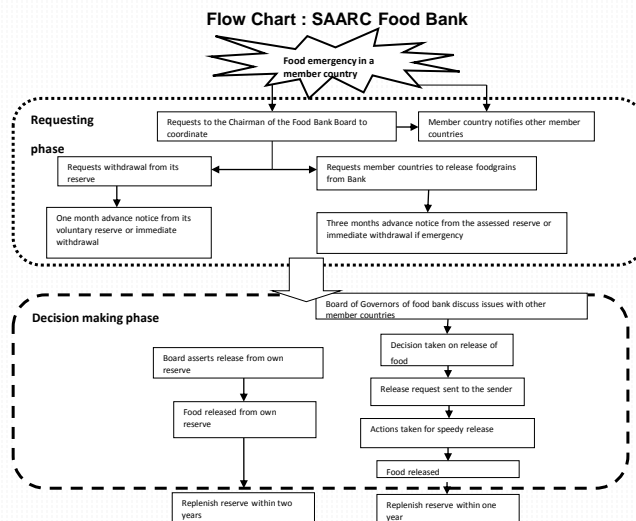 Flow Chart : SAARC Food Bank
Food emergency in a
member country
Requesting
phase
Requests to the Chairman of the Food Bank Board to
coordinate
Member country notifies other member
countries
Requests withdrawal from its
reserve
Requests member countries to release foodgrains
from Bank
One month advance notice from its
voluntary reserve or immediate
withdrawal
Three months advance notice from the assessed reserve or
immediate withdrawal if emergency
Decision making phase
Board of Governors of food bank discuss issues with other
member countries
Decision taken on release of
food
Board asserts release from own
reserve
Release request sent to the sender
Food released from own
reserve
Actions taken for speedy release
Food released
Replenish reserve within two
years
Replenish reserve within one
year